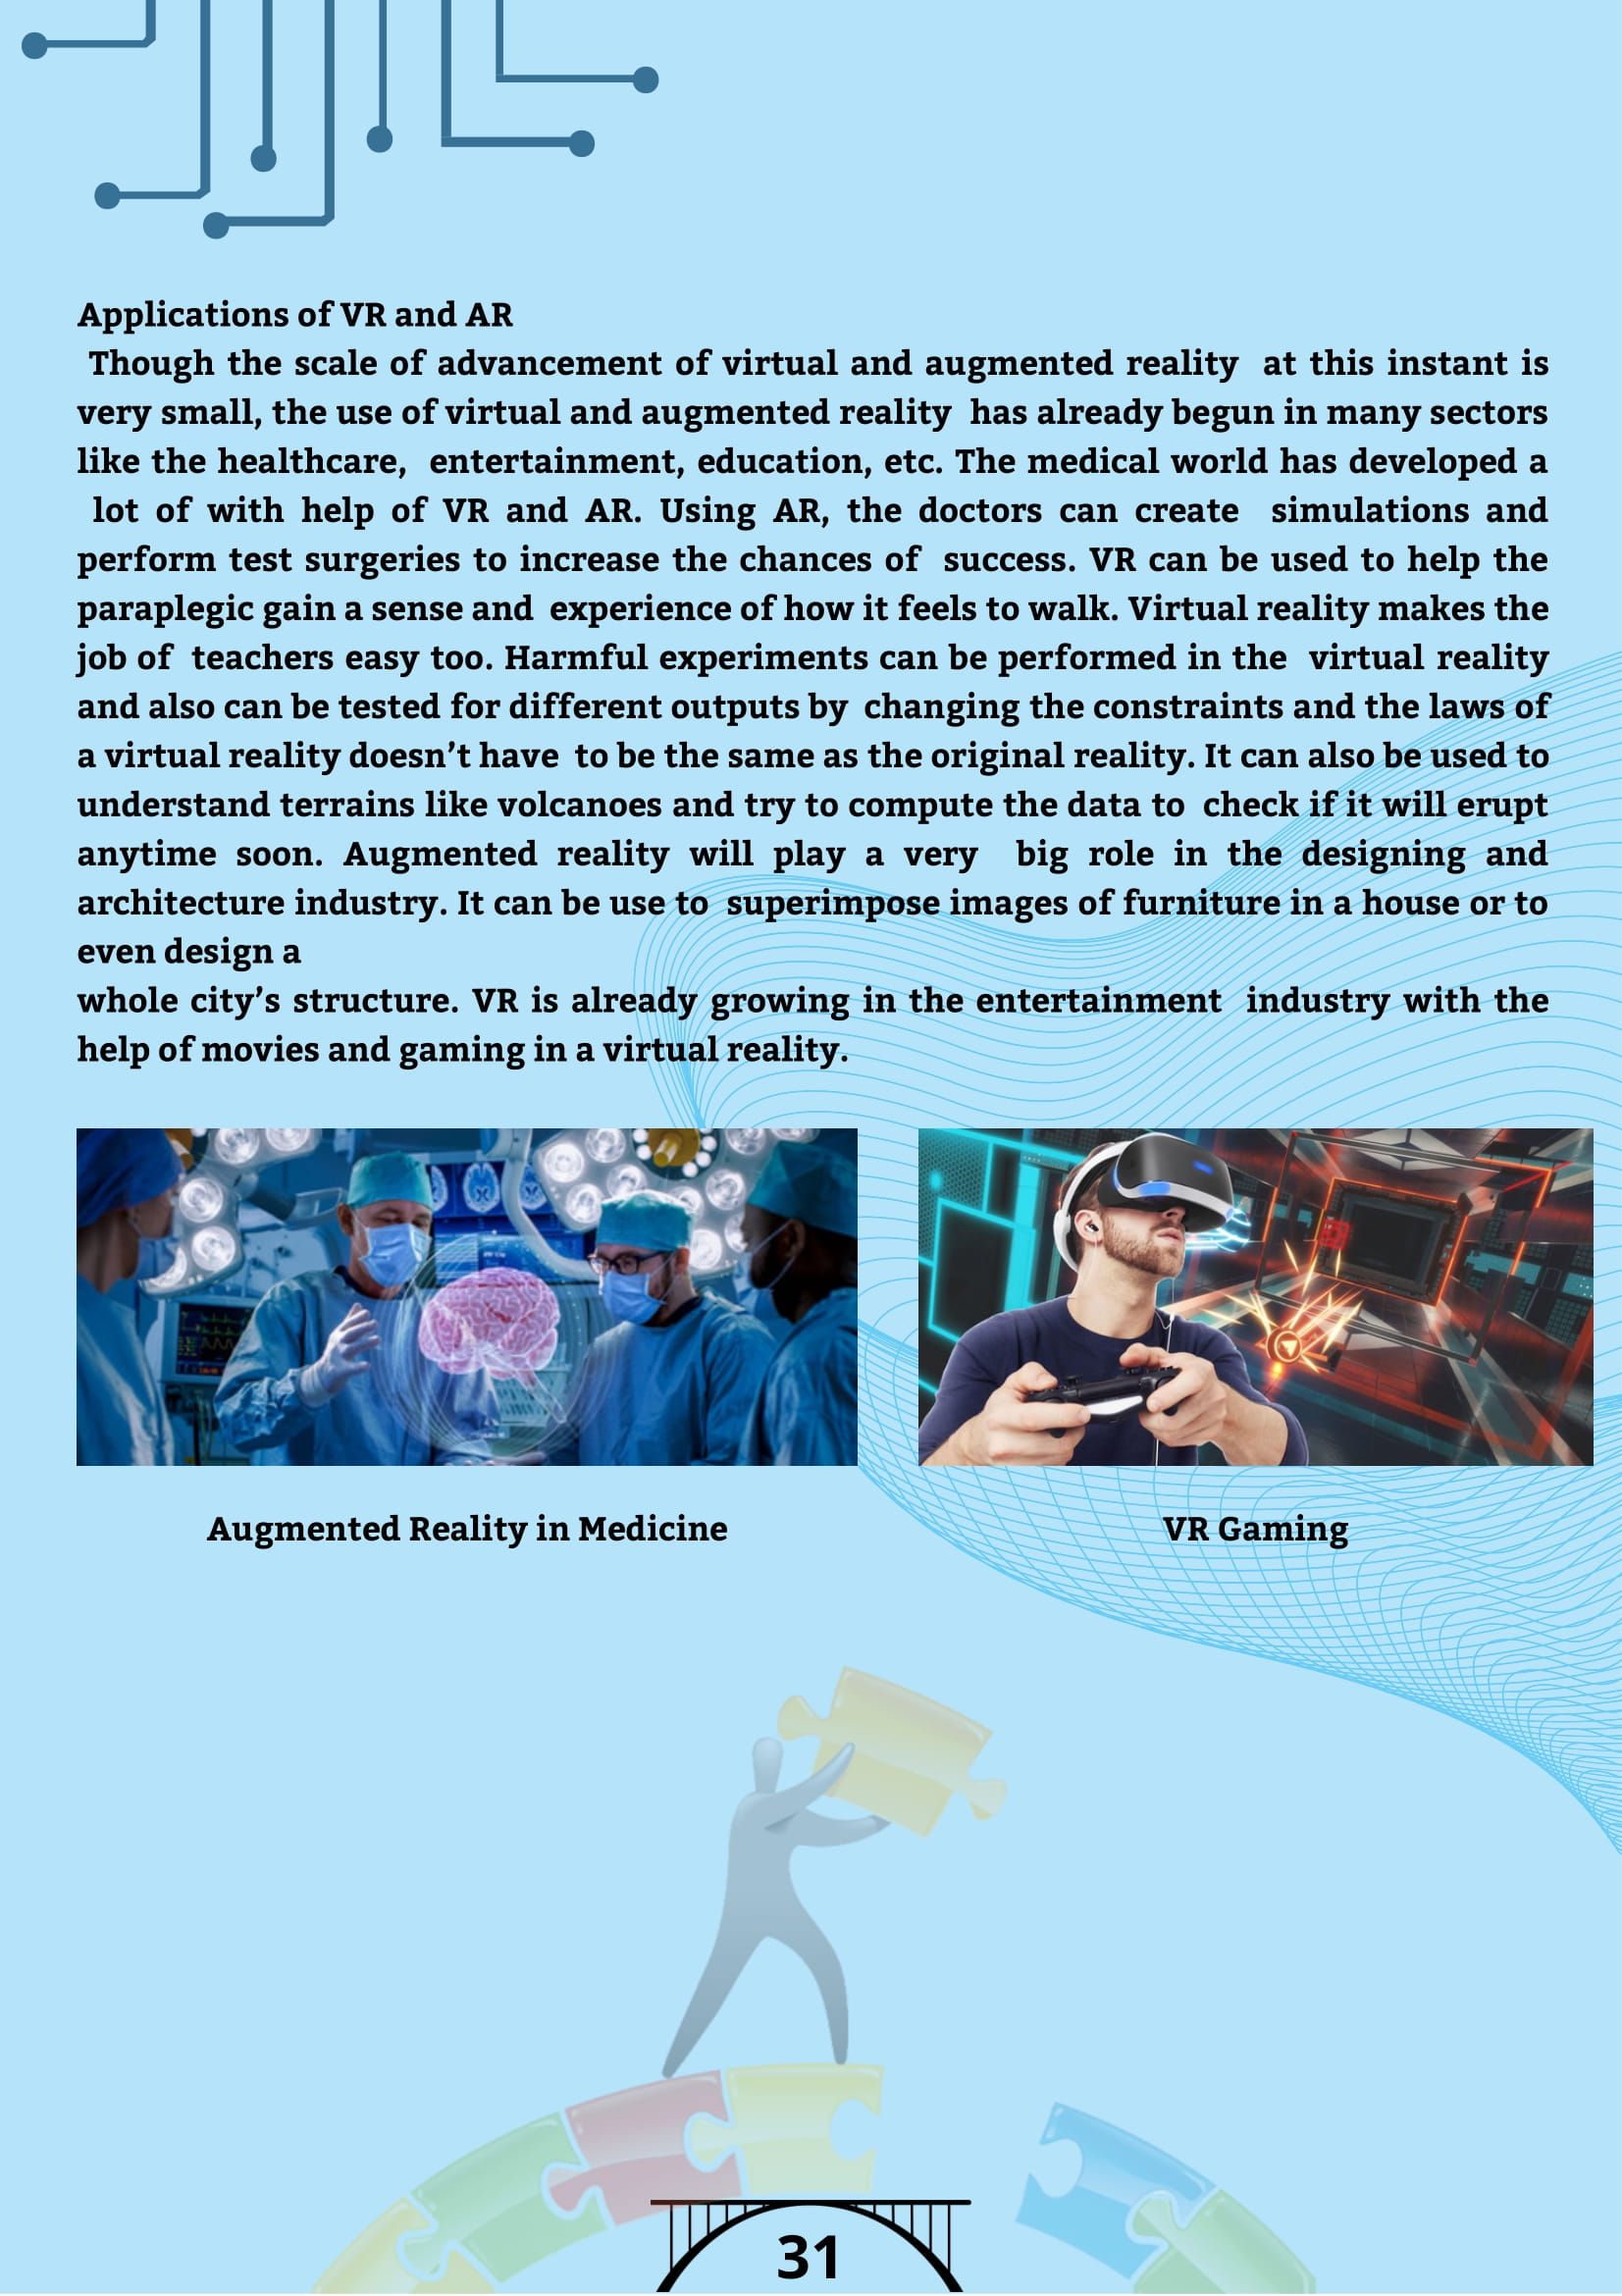 Applications of VR and AR
Though the scale of advancement of virtual and augmented reality at this instant is
very small, the use of virtual and augmented reality has already begun in many sectors
like the healthcare, entertainment, education, etc. The medical world has developed a
lot of with help of VR and AR. Using AR, the doctors can create simulations and
perform test surgeries to increase the chances of success. VR can be used to help the
paraplegic gain a sense and experience of how it feels to walk. Virtual reality makes the
job of teachers easy too. Harmful experiments can be performed in the virtual reality
and also can be tested for different outputs by changing the constraints and the laws of
a virtual reality doesn’t have to be the same as the original reality. It can also be used to
understand terrains like volcanoes and try to compute the data to check if it will erupt
anytime soon. Augmented reality will play a very big role in the designing and
architecture industry. It can be use to superimpose images of furniture in a house or to
even design a
whole city’s structure. VR is already growing in the entertainment industry with the
help of movies and gaming in a virtual reality.
Augmented Reality in Medicine
VR Gaming
31